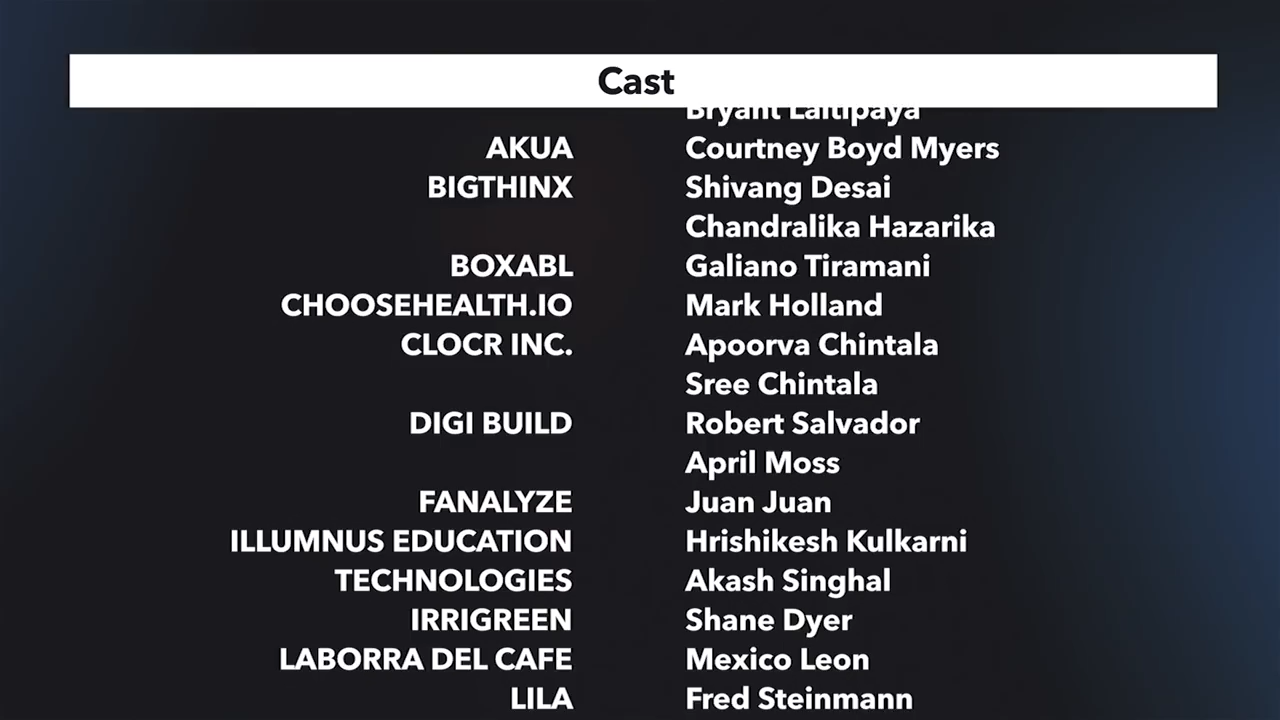 Cast
Bryant Laitipaya
AKUA Courtney Boyd Myers
BIGTHINX Shivang Desai
Chandralika Hazarika
BOXABL Galiano Tiramani
CHOOSEHEALTH.IO Mark Holland
CLOCR INC. Apoorva Chintala
Sree Chintala
DIGI BUILD Robert Salvador
April Moss
FANALYZE Juan Juan
ILLUMNUS EDUCATION Hrishikesh Kulkarni
TECHNOLOGIES Akash Singhal
IRRIGREEN Shane Dyer
LABORRA DEL CAFE Mexico Leon
LILA Fred Steinmann